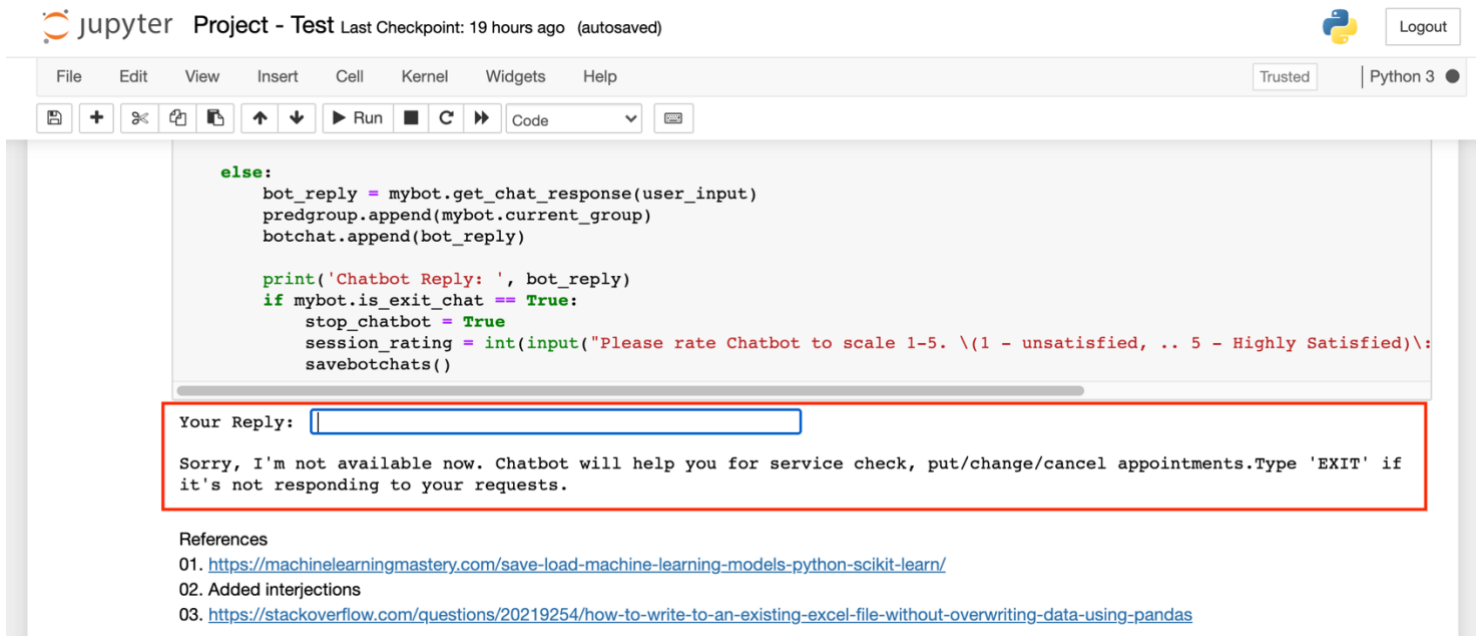 jupyter Project - Test Last Checkpoint: 19 hours ago (autosaved)
Logout
File Edit View Insert Cell Kernel Widgets Help
Trusted
Python 3
Run
Code
else:
bot_reply = mybot.get_chat_response(user_input)
predgroup.append(mybot.current_group)
botchat.append(bot_reply)
print('Chatbot Reply: ', bot_reply)
if mybot.is_exit_chat == True:
stop_chatbot = True
session_rating = int(input("Please rate Chatbot to scale 1-5. \(1 - unsatisfied, .. 5 - Highly Satisfied)\:
savebotchats()
Your Reply:
Sorry, I'm not available now. Chatbot will help you for service check, put/change/cancel appointments.Type 'EXIT' if
it's not responding to your requests.
References
01. https://machinelearningmastery.com/save-load-machine-learning-models-python-scikit-learn/
02. Added interjections
03. https://stackoverflow.com/questions/20219254/how-to-write-to-an-existing-excel-file-without-overwriting-data-using-pandas